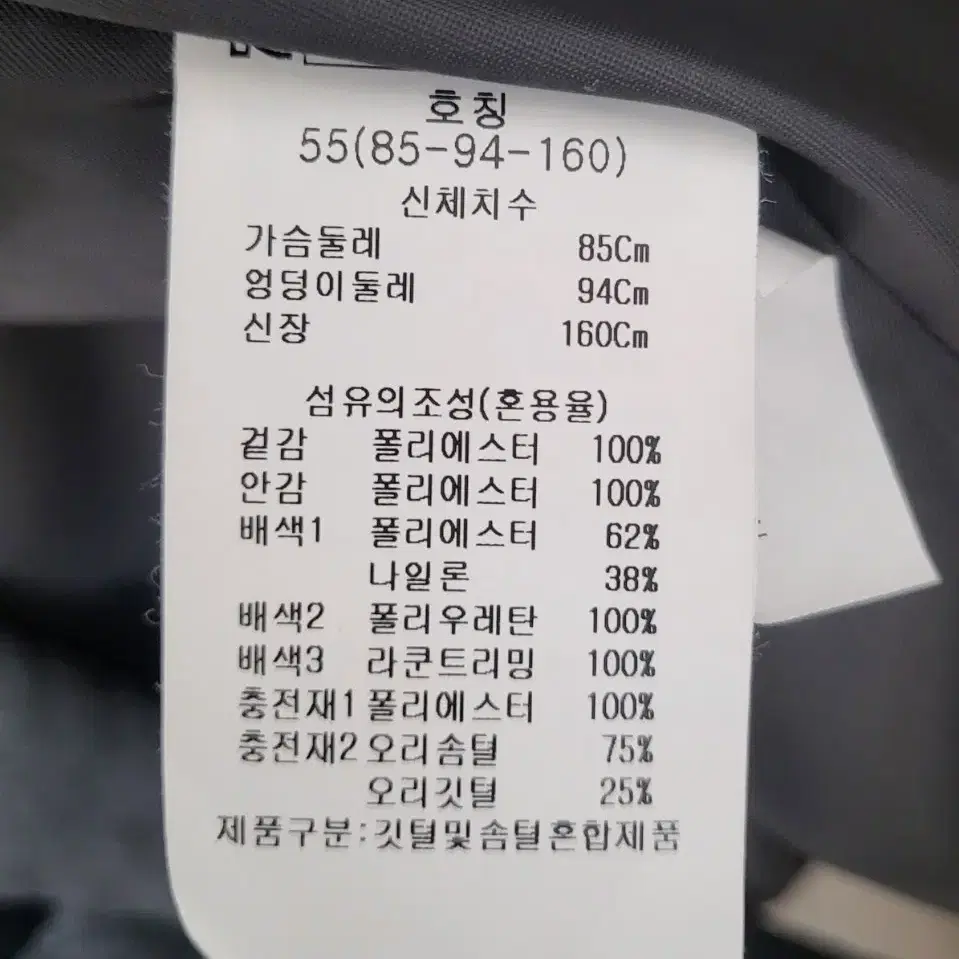 호칭
55(85-94-160)
신체치수
가슴둘레 85Cm
엉덩이둘레 94Cm
신장 160Cm
섬유의조성(혼용율)
겉감 폴리에스터 100%
안감 폴리에스터 100%
배색1 폴리에스터 62%
나일론 38%
배색2 폴리우레탄 100%
배색3 라쿤트리밍 100%
충전재1 폴리에스터 100%
충전재2 오리솜털 75%
오리깃털 25%
제품구분:깃털및솜털혼합제품